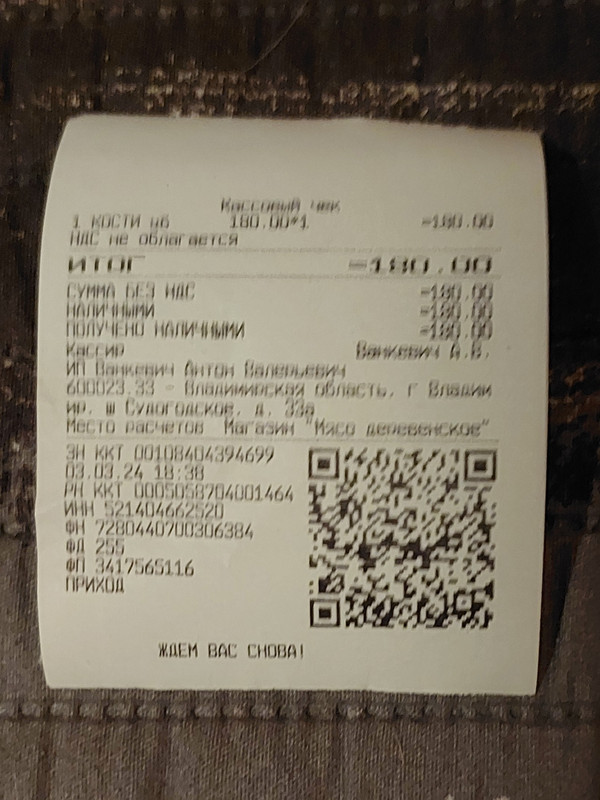 Кассовый чек
1 КОСТИ цб 180.00*1 =180.00
НДС не облагается
ИТОГ =180.00
СУММА БЕЗ НДС =180.00
НАЛИЧНЫМИ =180.00
ПОЛУЧЕНО НАЛИЧНЫМИ =180.00
Кассир Ванкевич А.В.
ИП Ванкевич Антон Валерьевич
600023.33 - Владимирская область, г Владим
ир, ш Судогодское, д. 33а
Место расчетов Магазин "Мясо деревенское"
ЗН ККТ 00108404394699
03.03.24 18:38
РН ККТ 0005058704001464
ИНН 521404662520
ФН 7280440700306384
ФД 255
ФП 3417565116
ПРИХОД
ЖДЕМ ВАС СНОВА!